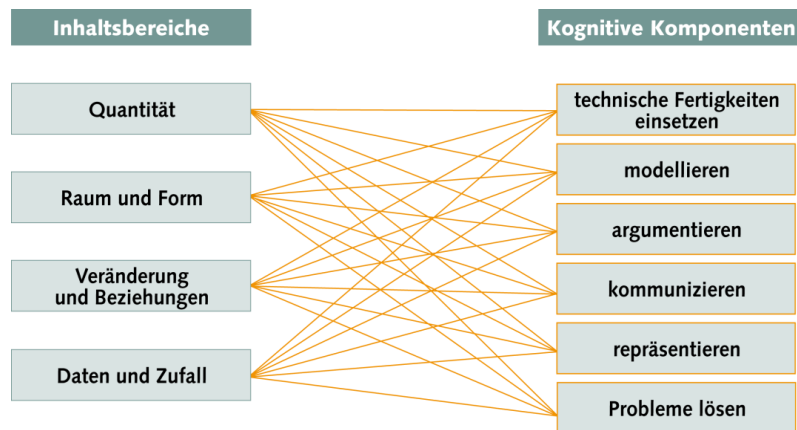 Inhaltsbereiche
Kognitive Komponenten
Quantität
Raum und Form
Veränderung
und Beziehungen
Daten und Zufall
technische Fertigkeiten
einsetzen
modellieren
argumentieren
kommunizieren
repräsentieren
Probleme lösen